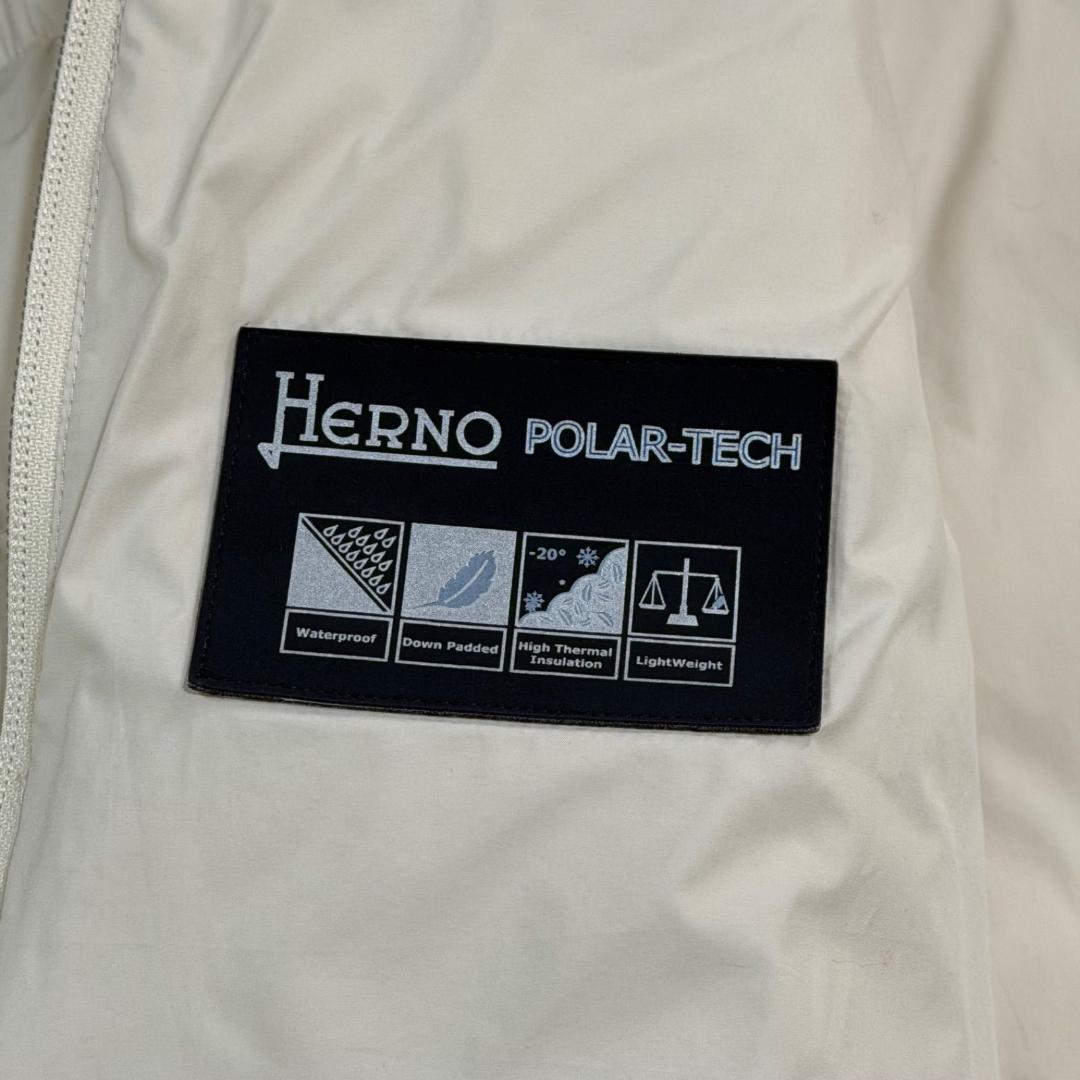 HERNO POLAR-TECH
-20°
Waterproof
Down Padded
High Thermal
Insulation
LightWeight